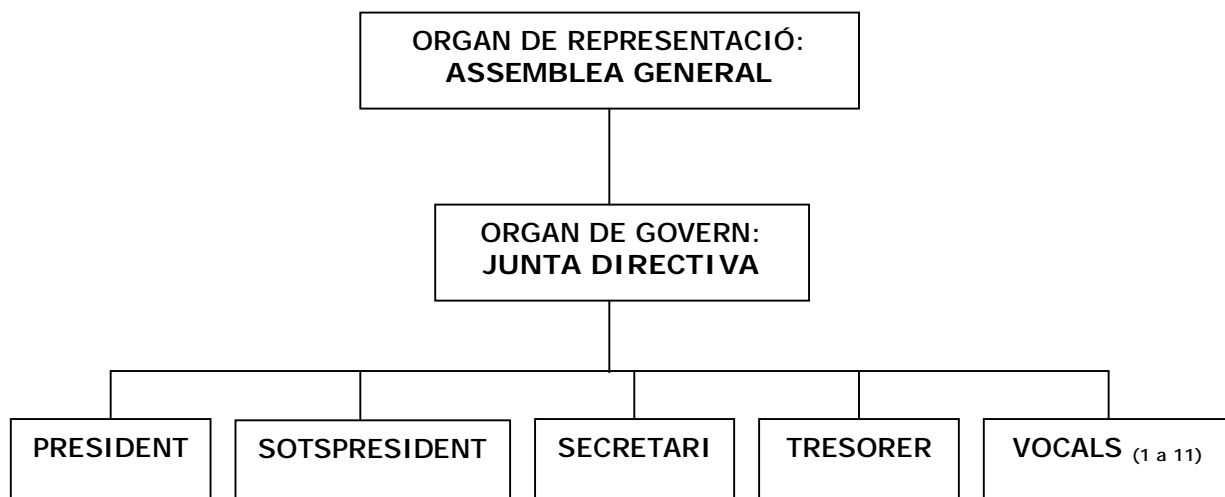 ORGAN DE REPRESENTACIÓ:
ASSEMBLEA GENERAL
ORGAN DE GOVERN:
JUNTA DIRECTIVA
PRESIDENT
SOTSPRESIDENT
SECRETARI
TRESORER
VOCALS (1 a 11)